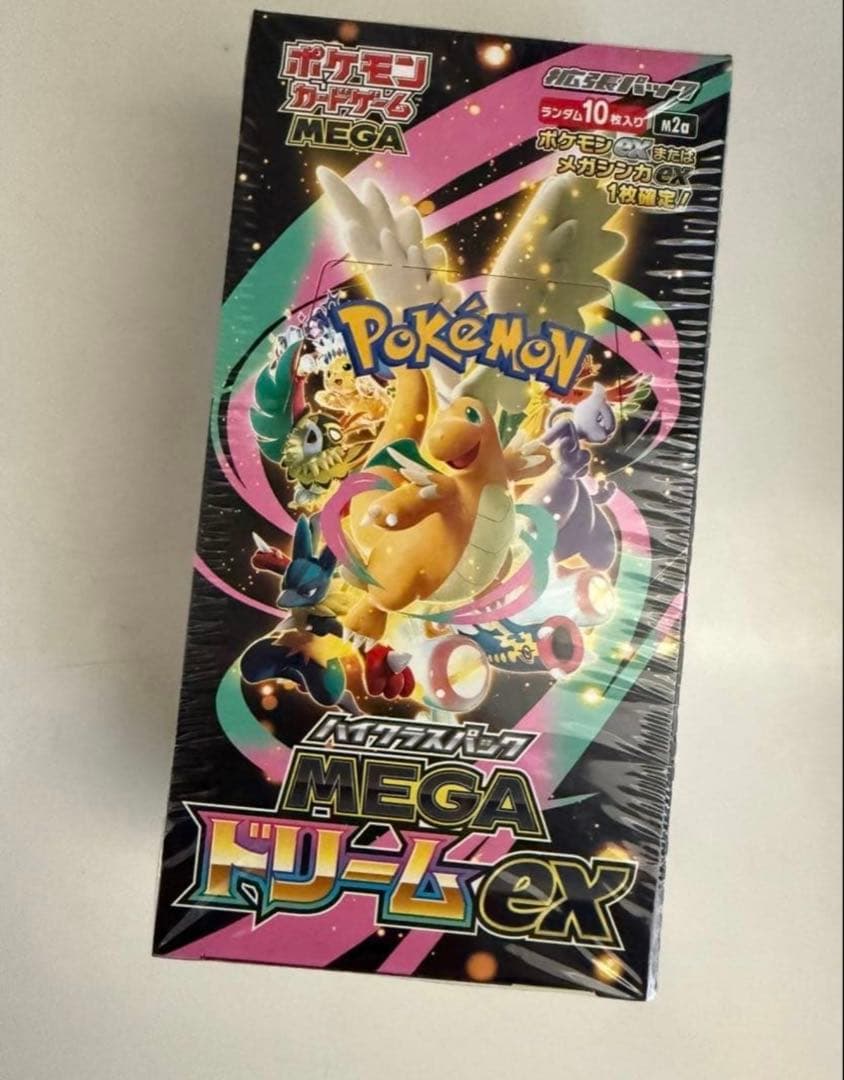 ポケモン
カードゲーム
MEGA
拡張パック
ランダム10枚入り
M2a
ポケモンexまたは
メガシンカex
1枚確定!
POKéMON
ハイクラスパック
MEGA
ドリームex